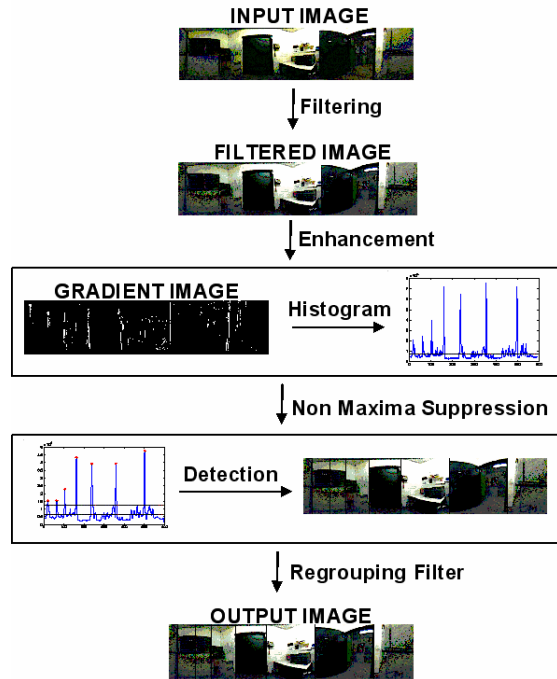 INPUT IMAGE
Filtering
FILTERED IMAGE
Enhancement
GRADIENT IMAGE
Histogram
Non Maxima Suppression
Detection
Regrouping Filter
OUTPUT IMAGE